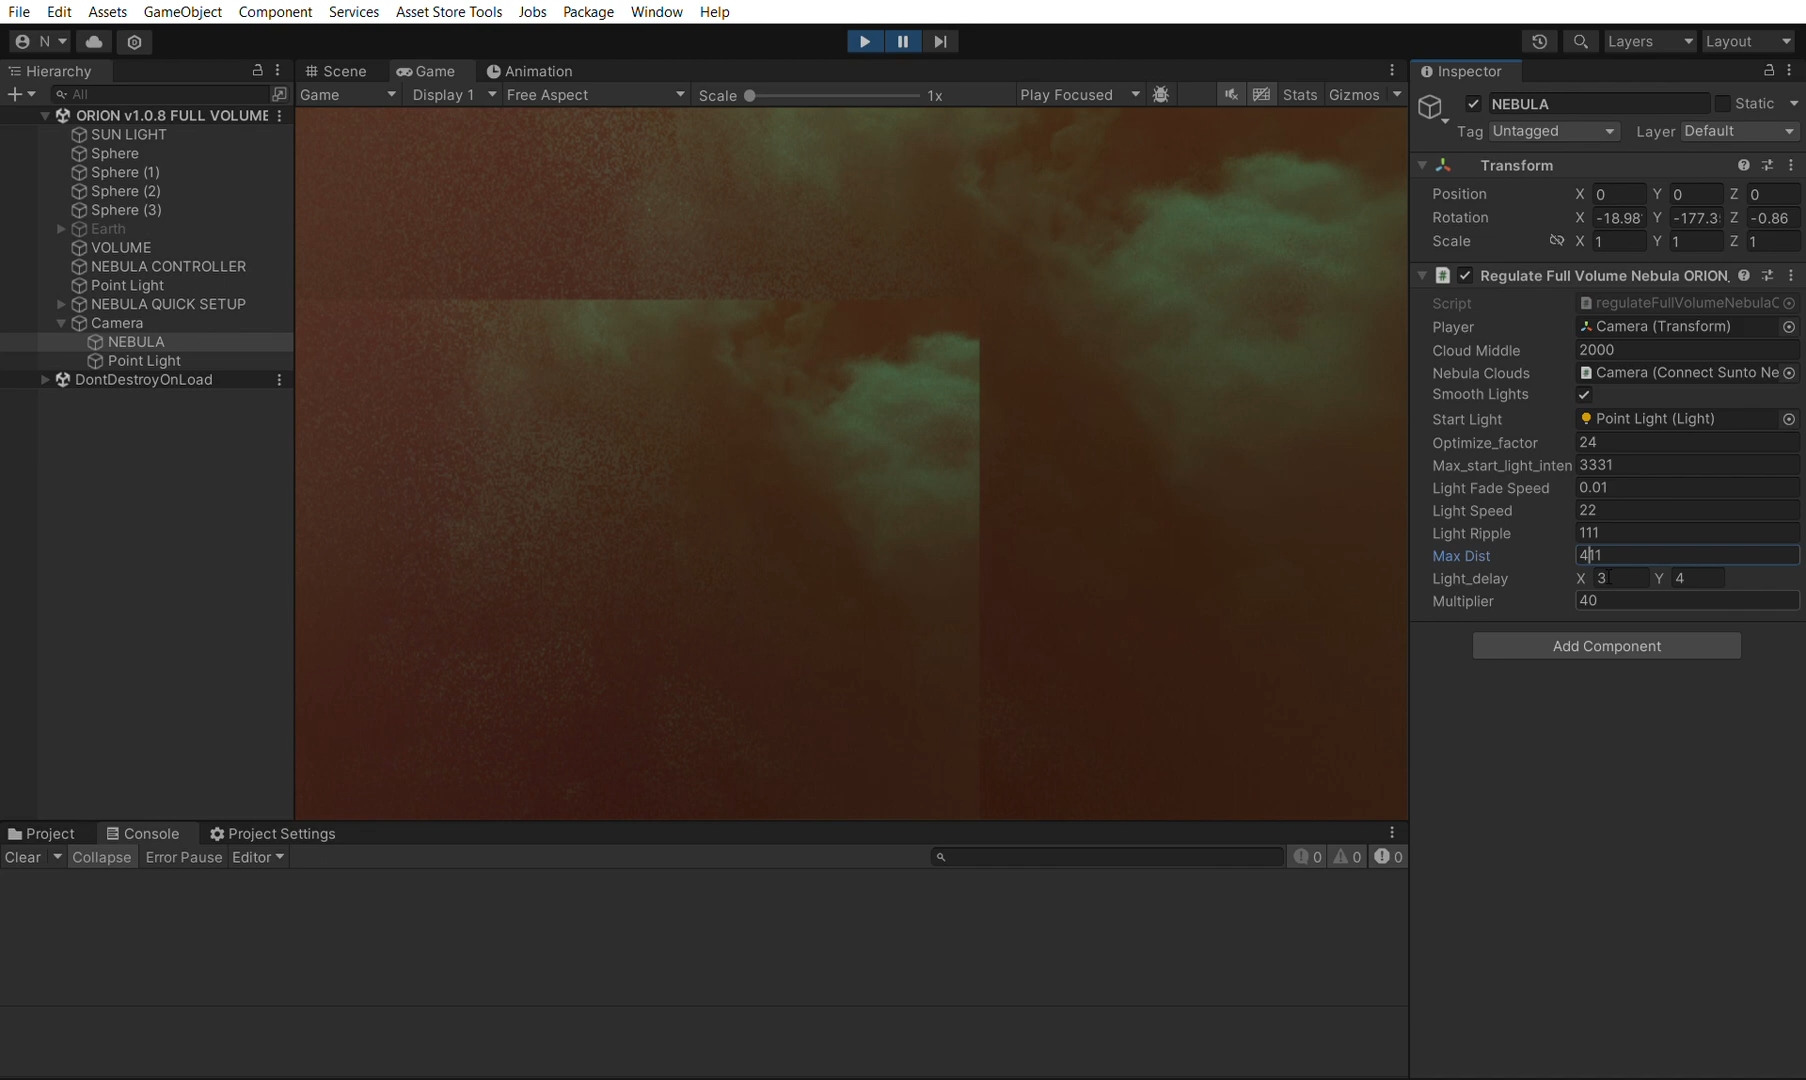 File Edit Assets GameObject Component Services Asset Store Tools Jobs Package Window Help
N Layers Layout
Hierarchy
All
ORION v1.0.8 FULL VOLUME
SUN LIGHT
Sphere
Sphere (1)
Sphere (2)
Sphere (3)
Earth
VOLUME
NEBULA CONTROLLER
Point Light
NEBULA QUICK SETUP
Camera
NEBULA
Point Light
DontDestroyOnLoad
Scene Game Animation
Game Display 1 Free Aspect Scale 1x Play Focused Stats Gizmos
Project Console Project Settings
Clear Collapse Error Pause Editor 0 0 0
Inspector
NEBULA Static
Tag Untagged Layer Default
Transform
Position X 0 Y 0 Z 0
Rotation X -18.98 Y -177.3 Z -0.86
Scale X 1 Y 1 Z 1
# Regulate Full Volume Nebula ORION_
Script # regulateFullVolumeNebula
Player Camera (Transform)
Cloud Middle 2000
Nebula Clouds # Camera (Connect Sunto Ne
Smooth Lights
Start Light Point Light (Light)
Optimize_factor 24
Max_start_light_inten 3331
Light Fade Speed 0.01
Light Speed 22
Light Ripple 111
Max Dist 411
Light_delay X 3 Y 4
Multiplier 40
Add Component